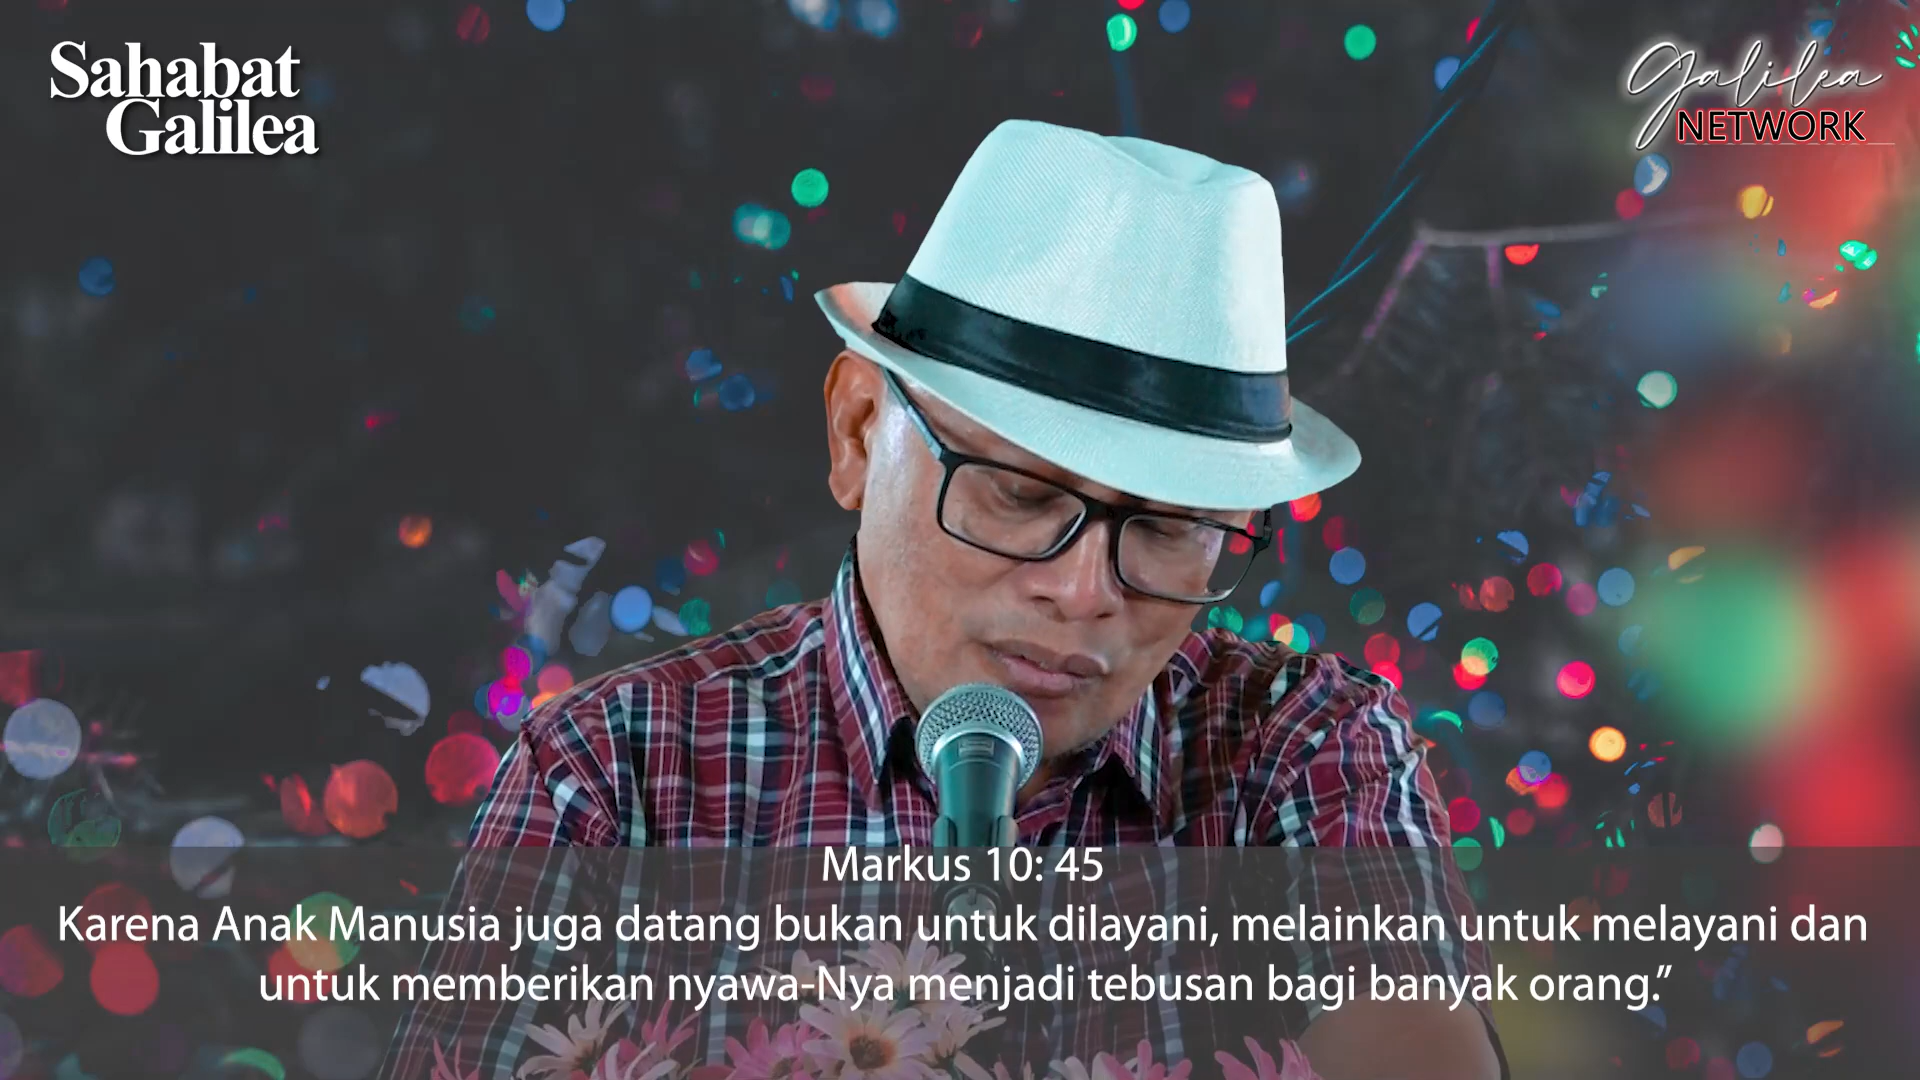 Sahabat
Galilea
Galilea
NETWORK
Markus 10: 45
Karena Anak Manusia juga datang bukan untuk dilayani, melainkan untuk melayani dan
untuk memberikan nyawa-Nya menjadi tebusan bagi banyak orang.”